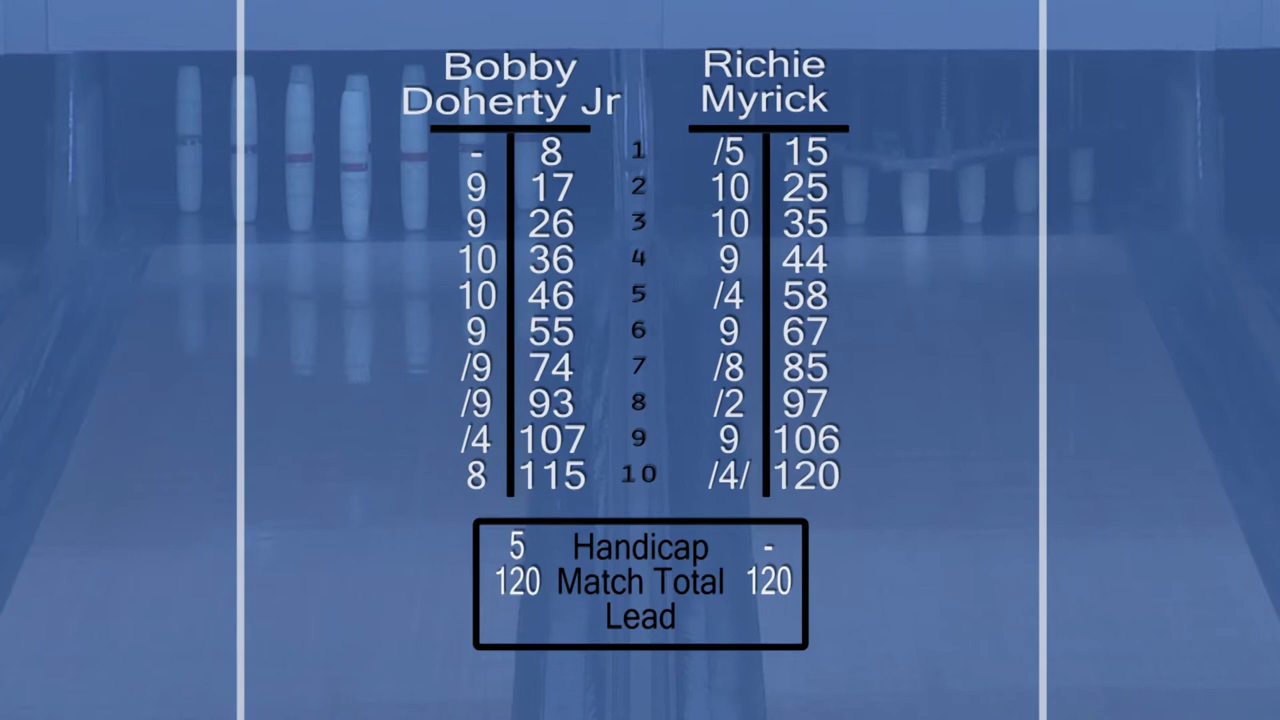 Bobby
Doherty Jr
Richie
Myrick
- 8 1 /5 15
9 17 2 10 25
9 26 3 10 35
10 36 4 9 44
10 46 5 /4 58
9 55 6 9 67
/9 74 7 /8 85
/9 93 8 /2 97
/4 107 9 9 106
8 115 10 /4/ 120
5 Handicap -
120 Match Total 120
Lead